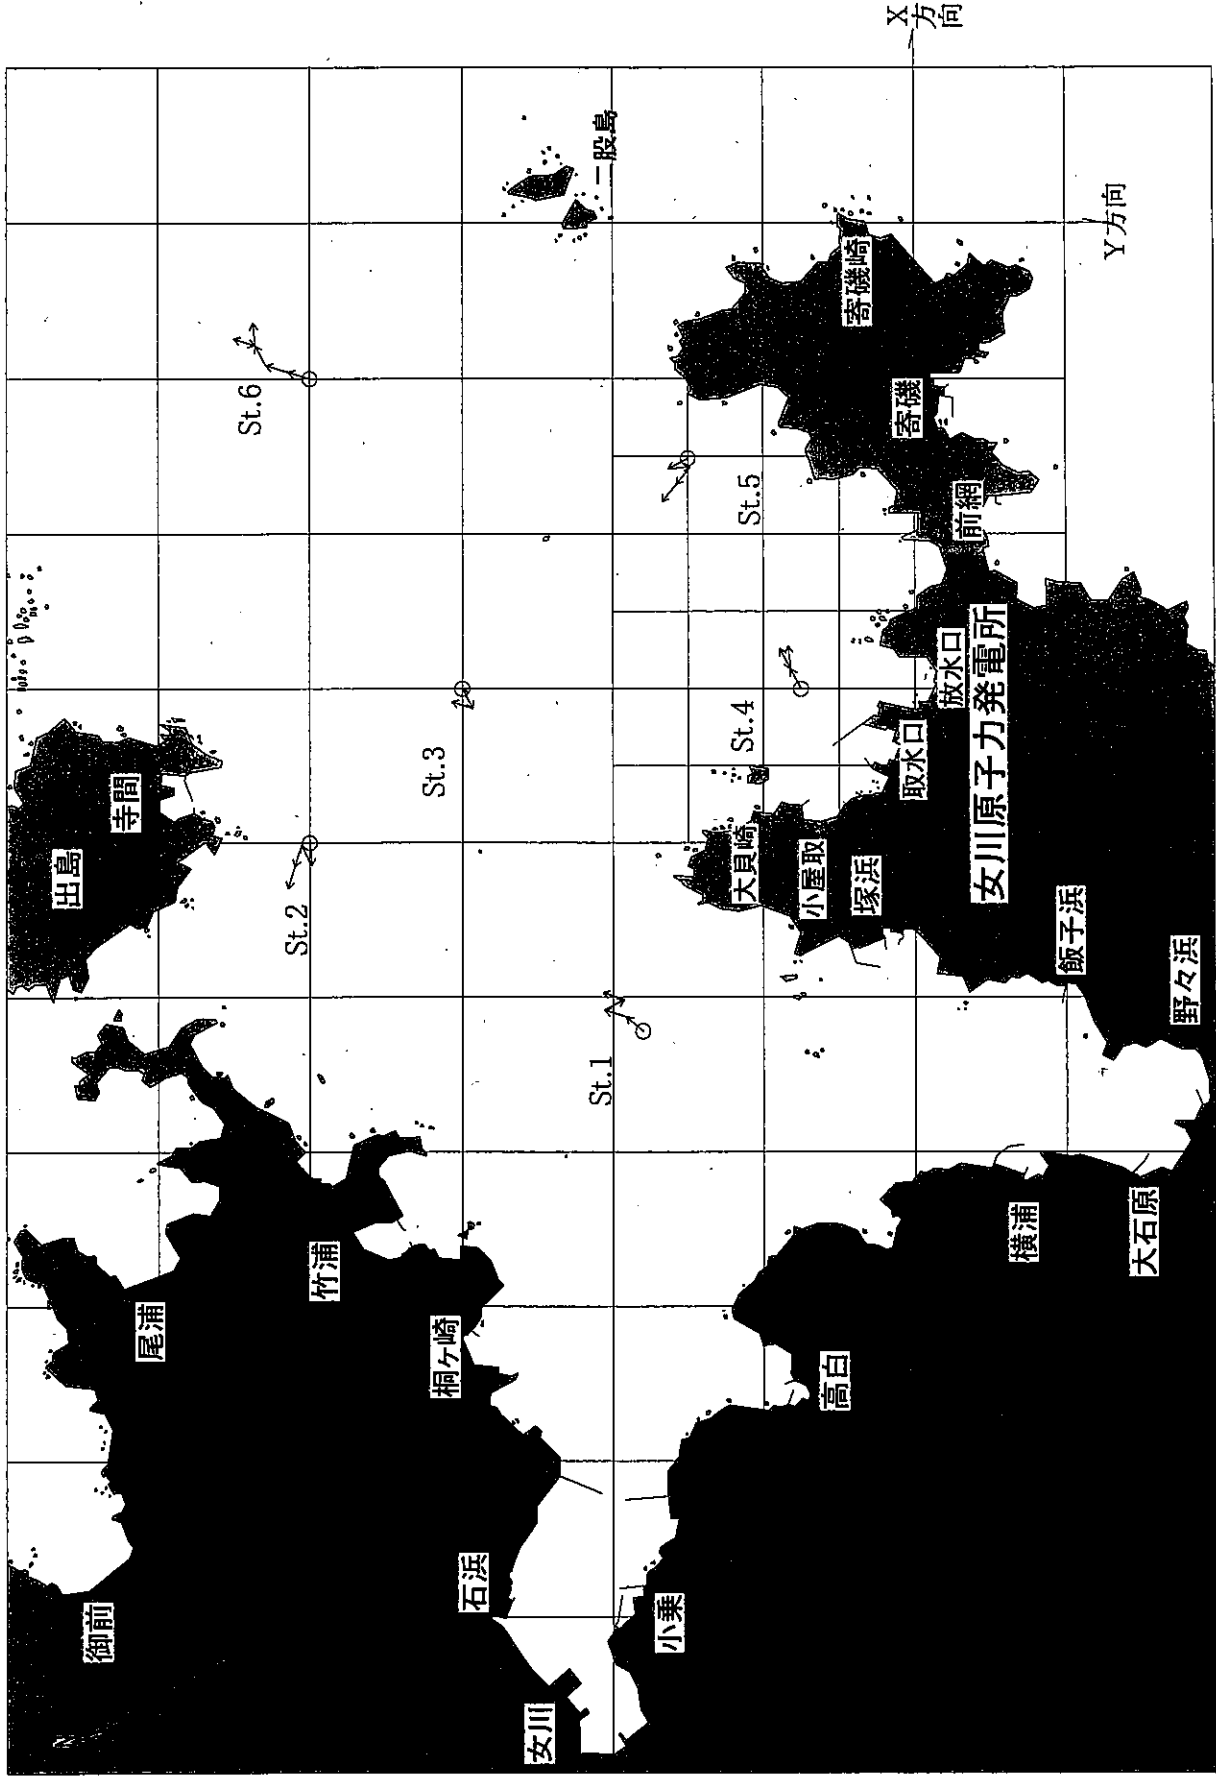 X方向
Y方向
二股島
寄磯崎
寄磯
前網
St.6
St.5
St.4
St.3
St.2
St.1
放水口
女川原子力発電所
取水口
寺間
出島
大貝崎
小屋取
塚浜
飯子浜
野々浜
尾浦
竹浦
桐ヶ崎
高白
横浦
大石原
御前
石浜
小乗
女川